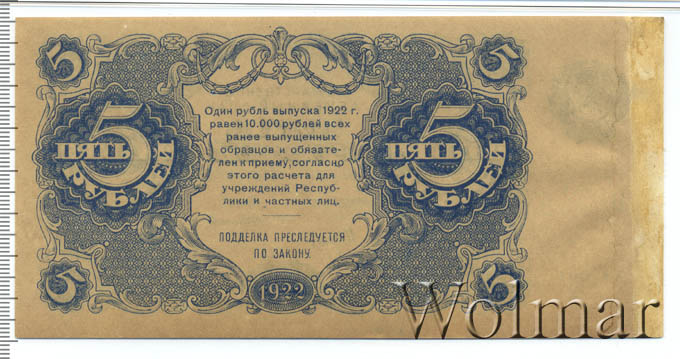 5
5
Один рубль выпуска 1922 г.
равен 10.000 рублей всех
ранее выпущенных
образцов и обязате-
лен к приему, согласно
этого расчета для
учреждений Респуб-
лики и частных лиц.
5
ПЯТЬ
РУБЛЕЙ
5
ПЯТЬ
РУБЛЕЙ
ПОДДЕЛКА ПРЕСЛЕДУЕТСЯ
ПО ЗАКОНУ.
5
1922
5
Wolmar